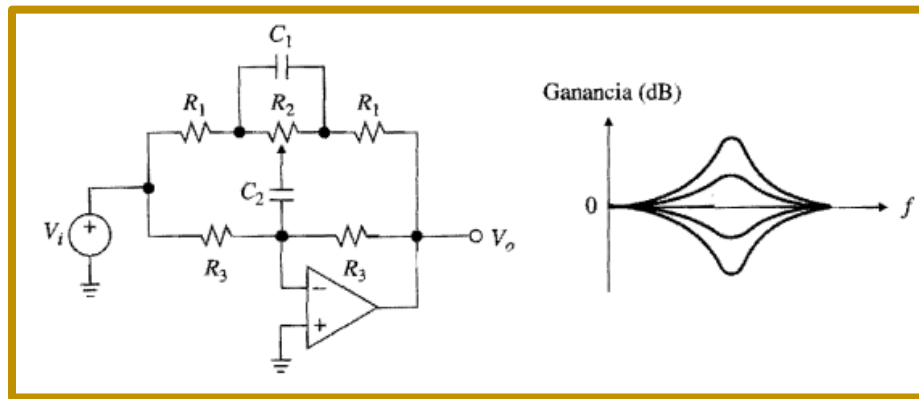 C₁
R₁
R₂
R₁
C₂
Vᵢ
+
R₃
R₃
Vₒ
−
+
Ganancia (dB)
0
f